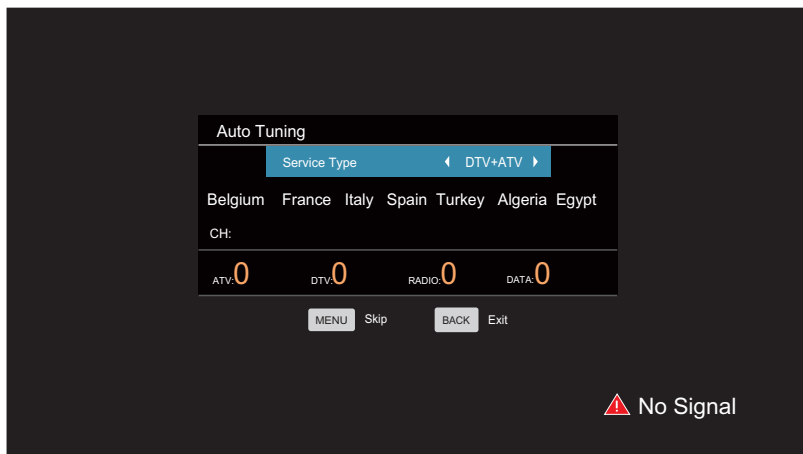 Auto Tuning
Service Type DTV+ATV
Belgium France Italy Spain Turkey Algeria Egypt
CH:
ATV:0 DTV:0 RADIO:0 DATA:0
MENU Skip BACK Exit
No Signal